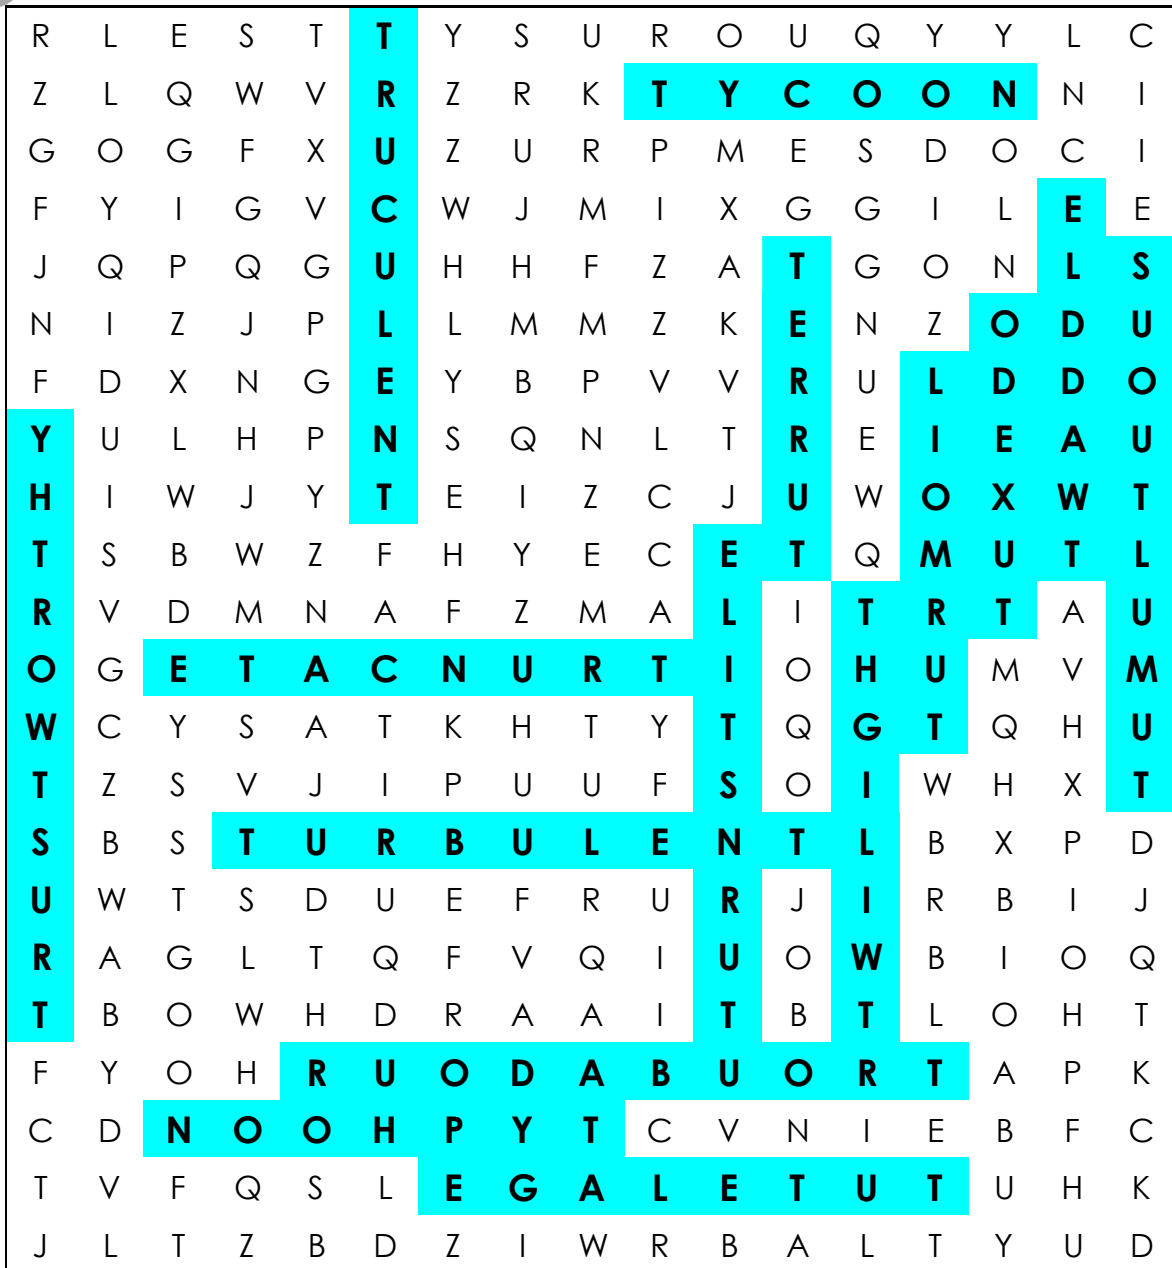 R L E S T T Y S U R O U Q Y Y L C
Z L Q W V R Z R K T Y C O O N N I
G O G F X U Z U R P M E S D O C I
F Y I G V C W J M I X G G I L E E
J Q P Q G U H H F Z A T G O N L S
N I Z J P L L M M Z K E N Z O D U
F D X N G E Y B P V V R U L D D O
Y U L H P N S Q N L T R E I E A U
H I W J Y T E I Z C J U W O X W T
T S B W Z F H Y E C E T Q M U T L
R V D M N A F Z M A L I T R T A U
O G E T A C N U R T I O H U M V M
W C Y S A T K H T Y T Q G T Q H U
T Z S V J I P U U F S O I W H X T
S B S T U R B U L E N T L B X P D
U W T S D U E F R U R J I R B I J
R A G L T Q F V Q I U O W B I O Q
T B O W H D R A A I T B T L O H T
F Y O H R U O D A B U O R T A P K
C D N O O H P Y T C V N I E B F C
T V F Q S L E G A L E T U T U H K
J L T Z B D Z I W R B A L T Y U D